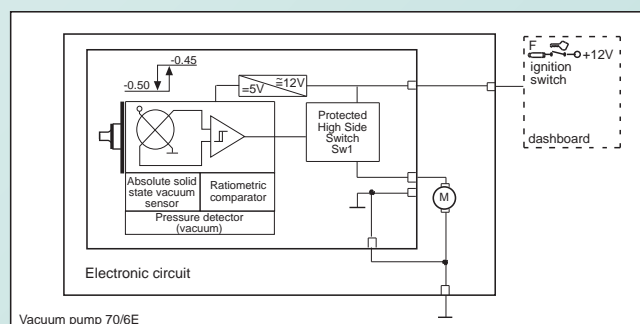 -0.45
-0.50
=5V
≅12V
F
+12V
ignition
switch
dashboard
Protected
High Side
Switch
Sw1
Absolute solid
state vacuum
sensor
Ratiometric
comparator
Pressure detector
(vacuum)
M
Electronic circuit
Vacuum pump 70/6E